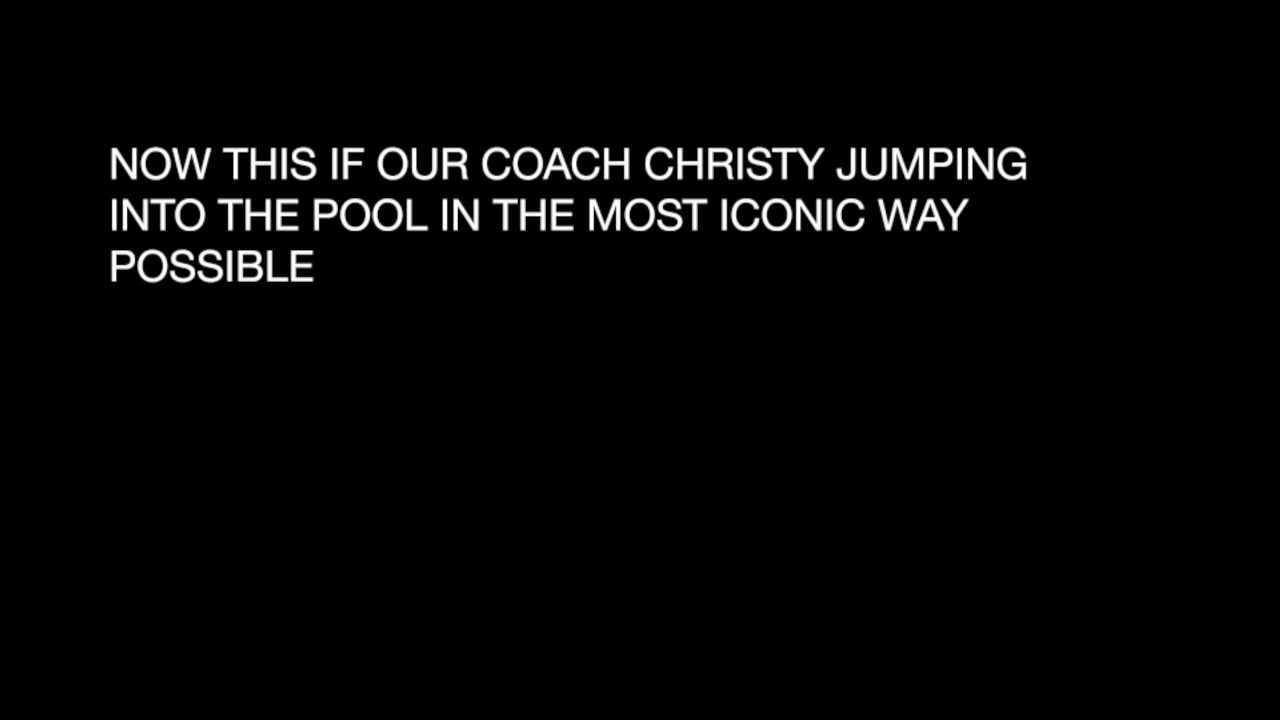 NOW THIS IF OUR COACH CHRISTY JUMPING
INTO THE POOL IN THE MOST ICONIC WAY
POSSIBLE